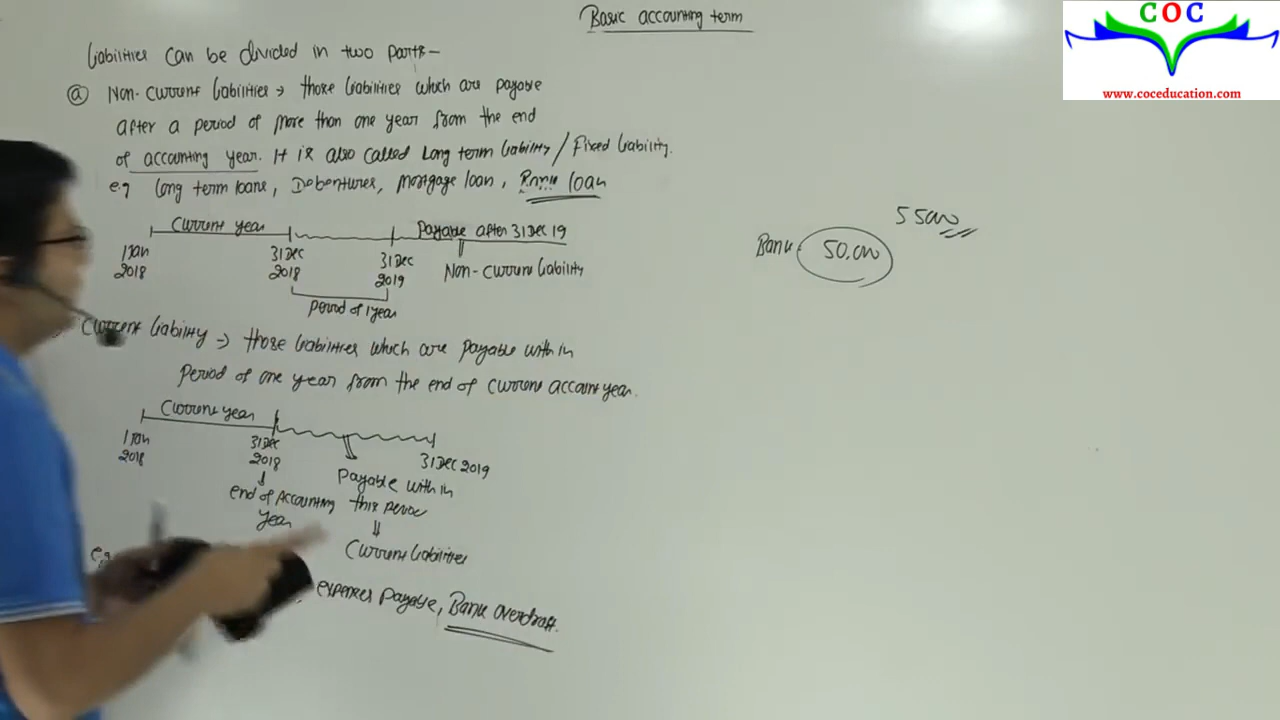 Basic accounting term
COC
www.coceducation.com
Liabilities can be divided in two parts-
(a) Non-Current liabilities → those liabilities which are payable
after a period of more than one year from the end
of accounting year. It is also called Long term liability / Fixed liability.
e.g Long term loans, Debentures, Mortgage loan, Bank loan
Current year
Payable after 31 Dec 19
1 Jan 2018
31 Dec 2018
31 Dec 2019
Non-Current liability
Period of 1 year
55000
Bank 50,000
Current liability → those liabilities which are payable with in
period of one year from the end of current account year.
Current year
1 Jan 2018
31 Dec 2018
31 Dec 2019
end of Accounting year
Payable with in this period
Current liabilities
e.g
expenses payable, Bank overdraft.